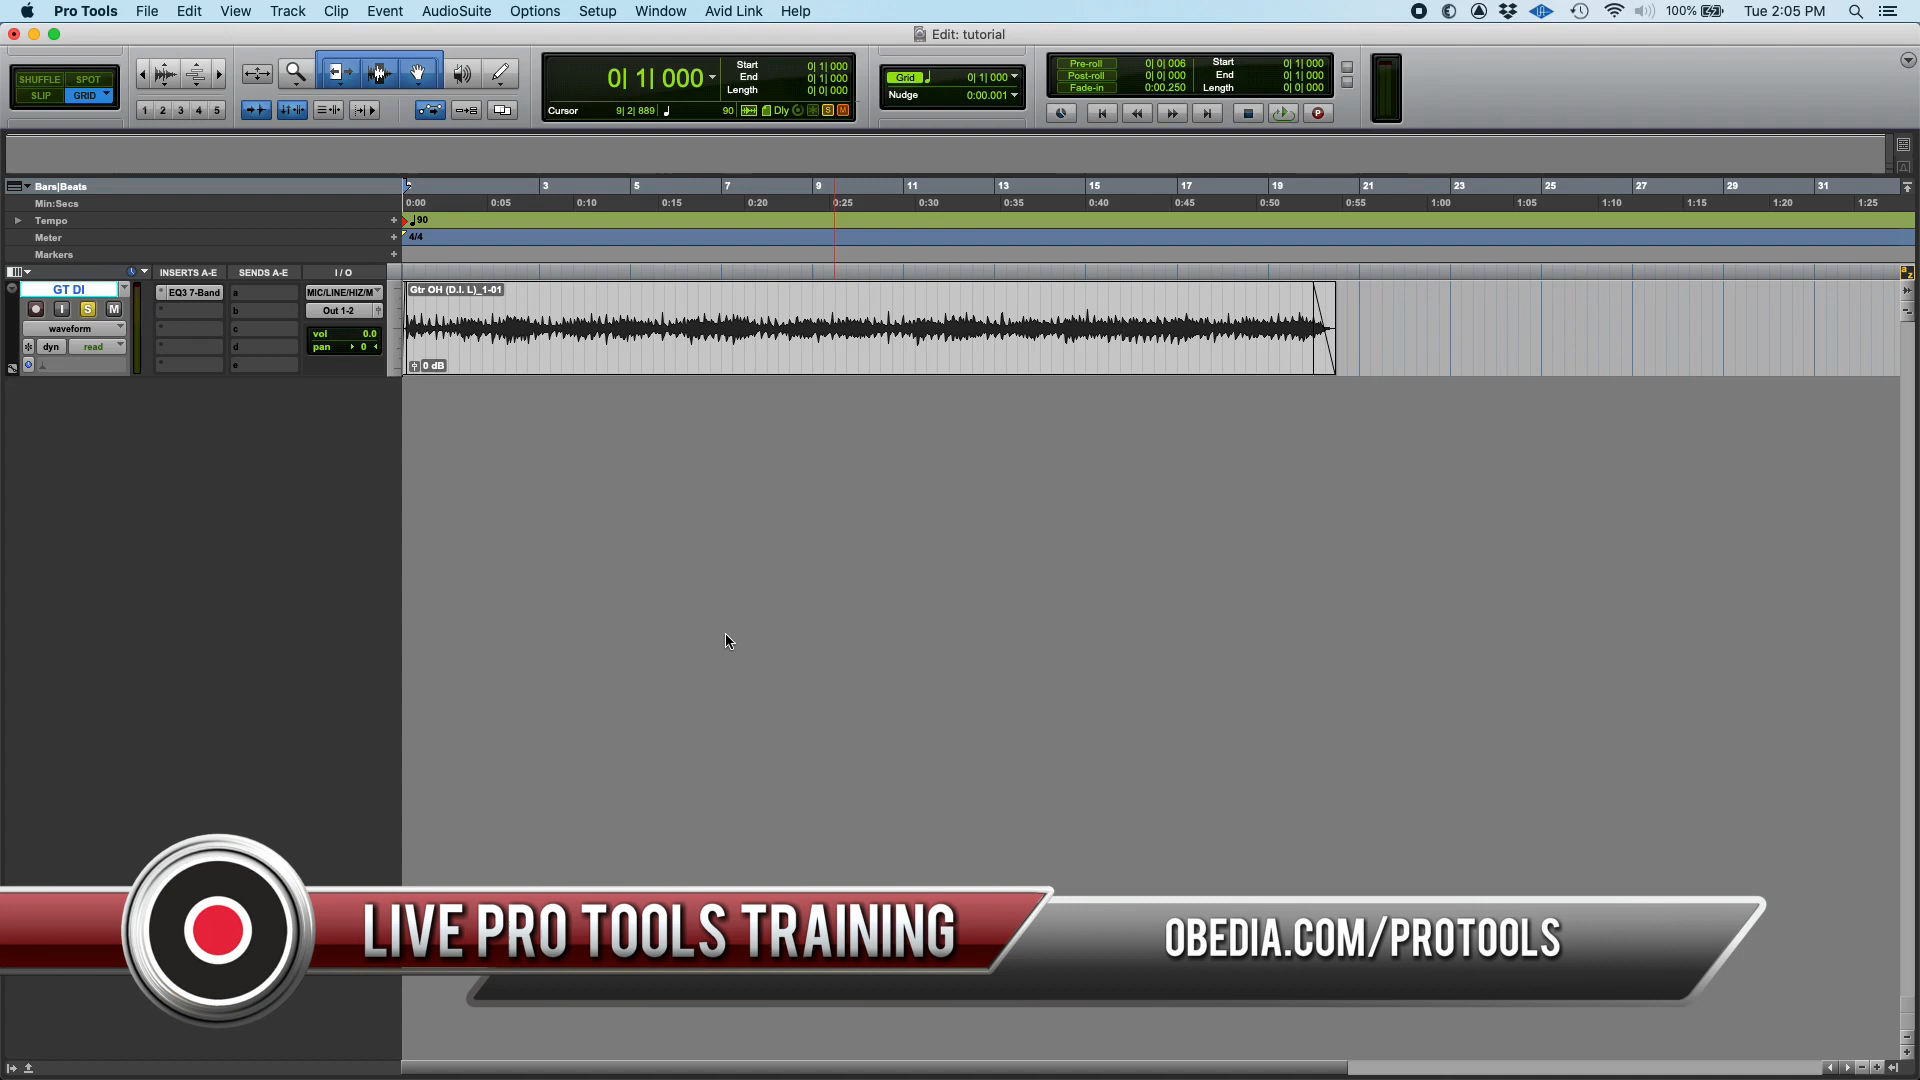 Pro Tools File Edit View Track Clip Event AudioSuite Options Setup Window Avid Link Help 100% Tue 2:05 PM
Edit: tutorial
SHUFFLE SPOT
SLIP GRID
1 2 3 4 5
0| 1| 000
Start 0| 1| 000
End 0| 1| 000
Length 0| 0| 000
Cursor 9| 2| 889 90 Dly S M
Grid 0| 1| 000
Nudge 0:00.001
Pre-roll 0| 0| 006 Start 0| 1| 000
Post-roll 0| 0| 000 End 0| 1| 000
Fade-in 0:00.250 Length 0| 0| 000
Bars|Beats 3 5 7 9 11 13 15 17 19 21 23 25 27 29 31
Min:Secs 0:00 0:05 0:10 0:15 0:20 0:25 0:30 0:35 0:40 0:45 0:50 0:55 1:00 1:05 1:10 1:15 1:20 1:25
Tempo + 90
Meter + 4/4
Markers +
INSERTS A-E SENDS A-E I / O
GT DI
I S M
waveform
dyn read
EQ3 7-Band
a
b
c
d
e
MIC/LINE/HIZ/M
Out 1-2
vol 0.0
pan 0
Gtr OH (D.I. L)_1-01
0 dB
LIVE PRO TOOLS TRAINING
OBEDIA.COM/PROTOOLS